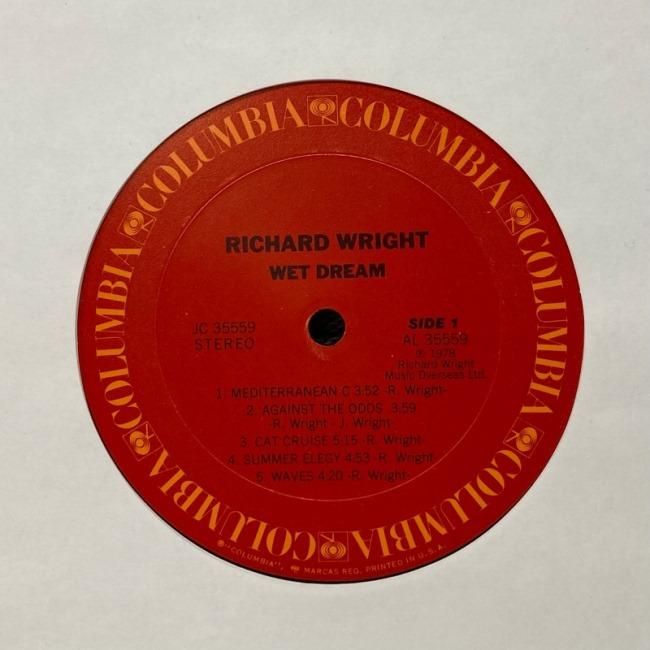 COLUMBIA COLUMBIA COLUMBIA COLUMBIA COLUMBIA COLUMBIA
RICHARD WRIGHT
WET DREAM
JC 35559
STEREO
SIDE 1
AL 35559
℗ 1978
Richard Wright
Music Overseas Ltd.
1. MEDITERRANEAN C 3:52 -R. Wright-
2. AGAINST THE ODDS 3:59
-R. Wright - J. Wright-
3. CAT CRUISE 5:15 -R. Wright-
4. SUMMER ELEGY 4:53 -R. Wright-
5. WAVES 4:20 -R. Wright-
℗"COLUMBIA", MARCAS REG. PRINTED IN U.S.A.